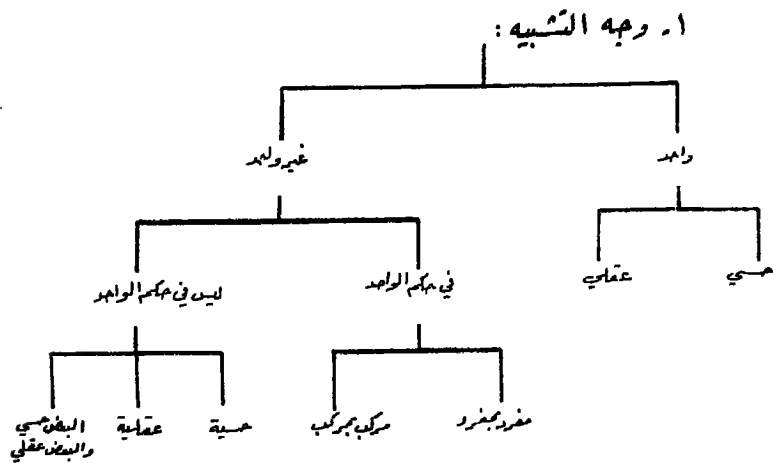 ١. وجه التشبيه :
واحد
غير واحد
حسي
عقلي
في حكم الواحد
ليس في حكم الواحد
مفرد بمفرد
مركب بمركب
حسية
عقلية
البعض حسي
والبعض عقلي